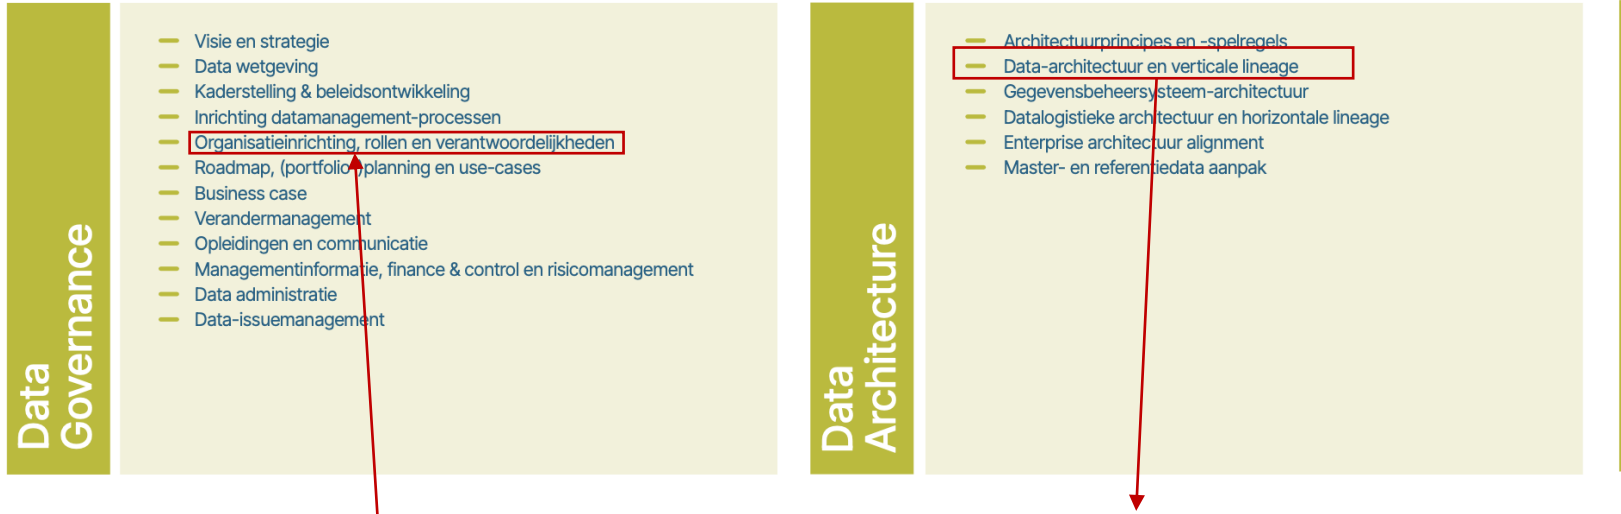 Data
Governance
Visie en strategie
Data wetgeving
Kaderstelling & beleidsontwikkeling
Inrichting datamanagement-processen
Organisatieinrichting, rollen en verantwoordelijkheden
Roadmap, (portfolio-)planning en use-cases
Business case
Verandermanagement
Opleidingen en communicatie
Managementinformatie, finance & control en risicomanagement
Data administratie
Data-issuemanagement
Data
Architecture
Architectuurprincipes en -spelregels
Data-architectuur en verticale lineage
Gegevensbeheersysteem-architectuur
Datalogistieke architectuur en horizontale lineage
Enterprise architectuur alignment
Master- en referentiedata aanpak